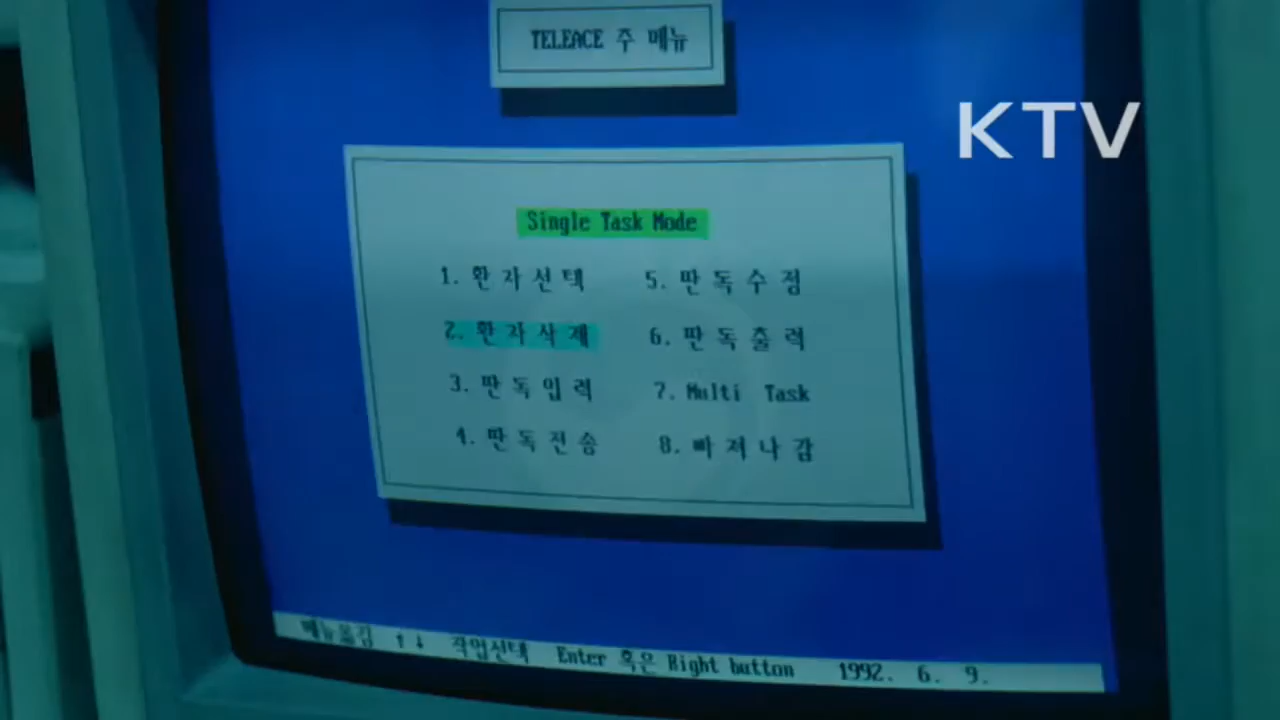 TELEACE 주 메뉴
KTV
Single Task Mode
1. 환 자 선 택
5. 판 독 수 정
2. 환 자 삭 제
6. 판 독 출 력
3. 판 독 입 력
7. Multi Task
4. 판 독 전 송
8. 빠 져 나 감
메뉴옮김 ↑↓ 작업선택 Enter 혹은 Right button 1992. 6. 9.